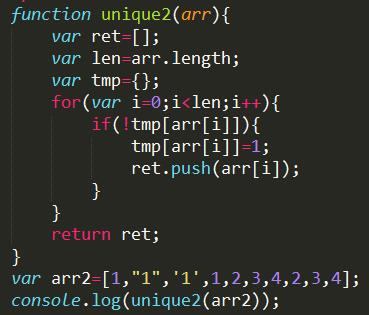 function unique2(arr){
    var ret=[];
    var len=arr.length;
    var tmp={};
    for(var i=0;i<len;i++){
        if(!tmp[arr[i]]){
            tmp[arr[i]]=1;
            ret.push(arr[i]);
        }
    }
    return ret;
}
var arr2=[1,"1",'1',1,2,3,4,2,3,4];
console.log(unique2(arr2));